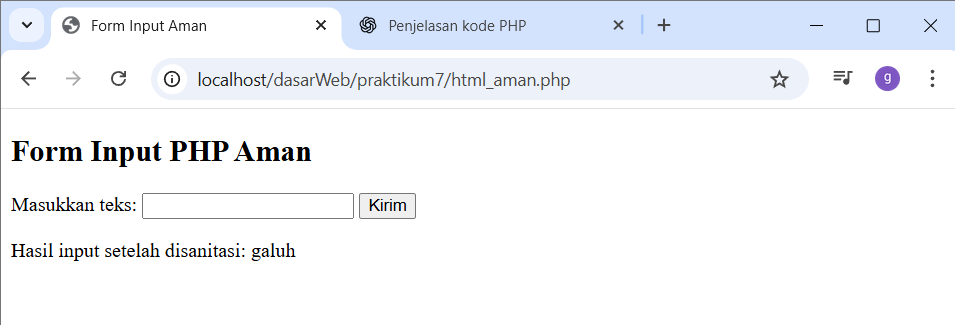 Form Input Aman
Penjelasan kode PHP
localhost/dasarWeb/praktikum7/html_aman.php
g
Form Input PHP Aman
Masukkan teks: Kirim
Hasil input setelah disanitasi: galuh